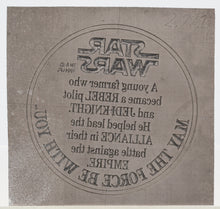 STAR
WARS
A young farmer who
became a REBEL pilot
and JEDI KNIGHT.
He helped lead the
ALLIANCE in their
battle against the
EMPIRE.
MAY THE FORCE BE WITH YOU